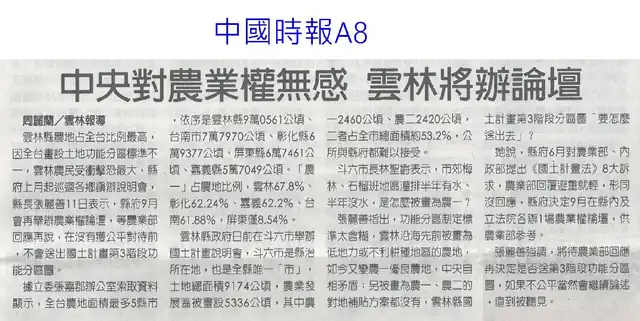 中國時報A8
中央對農業權無感 雲林將辦論壇
周麗蘭／雲林報導
雲林縣農地占全台比例最高，
因全台畫設土地功能分區標準不
一，雲林農民受衝擊恐最大，縣
府上月起巡迴各鄉鎮辦說明會，
縣長張麗善11日表示，縣府9月
會再舉辦農業權論壇，等農業部
回應再說，在沒有獲公平對待前
，不會送出國土計畫第3階段功
能分區圖。
據立委張嘉郡辦公室索取資料
顯示，全台農地面積最多5縣市
，依序是雲林縣9萬0561公頃、
台南市7萬7970公頃、彰化縣6
萬9377公頃、屏東縣6萬7461公
頃、嘉義縣5萬7049公頃。「農
一」占農地比例，雲林67.8%、
彰化62.24%、嘉義62.2%、台南
61.88%，屏東僅8.54%。
雲林縣政府日前在斗六市舉辦
國土計畫說明會，斗六市是縣治
所在地，也是全縣唯一「市」，
土地總面積9174公頃，農業發
展區被畫設5336公頃，其中農
一2460公頃、農二2420公頃，
二者占全市總面積約53.2%，公
所與縣府都難以接受。
斗六市長林聖爵表示，市郊梅
林、石榴班地區壟排半年有水、
半年沒水，是怎麼被畫為農一？
張麗善指出，功能分區制定標
準太含糊，雲林沿海先前被畫為
低地力或不利耕種地區的農地，
如今又變農一優良農地，中央自
相矛盾；另被畫為農一、農二的
對地補貼方案都沒有，雲林縣國
土計畫第3階段分區圖「要怎麼
送出去」？
她說，縣府6月對農業部、內
政部提出《國土計畫法》8大訴
求，農業部回覆避重就輕，形同
沒回應，縣府決定9月在縣內及
立法院各辦1場農業權論壇，供
農業部參考。
張麗善強調，將待農業部回應
再決定是否送第3階段功能分區
圖，如果不公平當然會繼續論述
，直到被聽見。